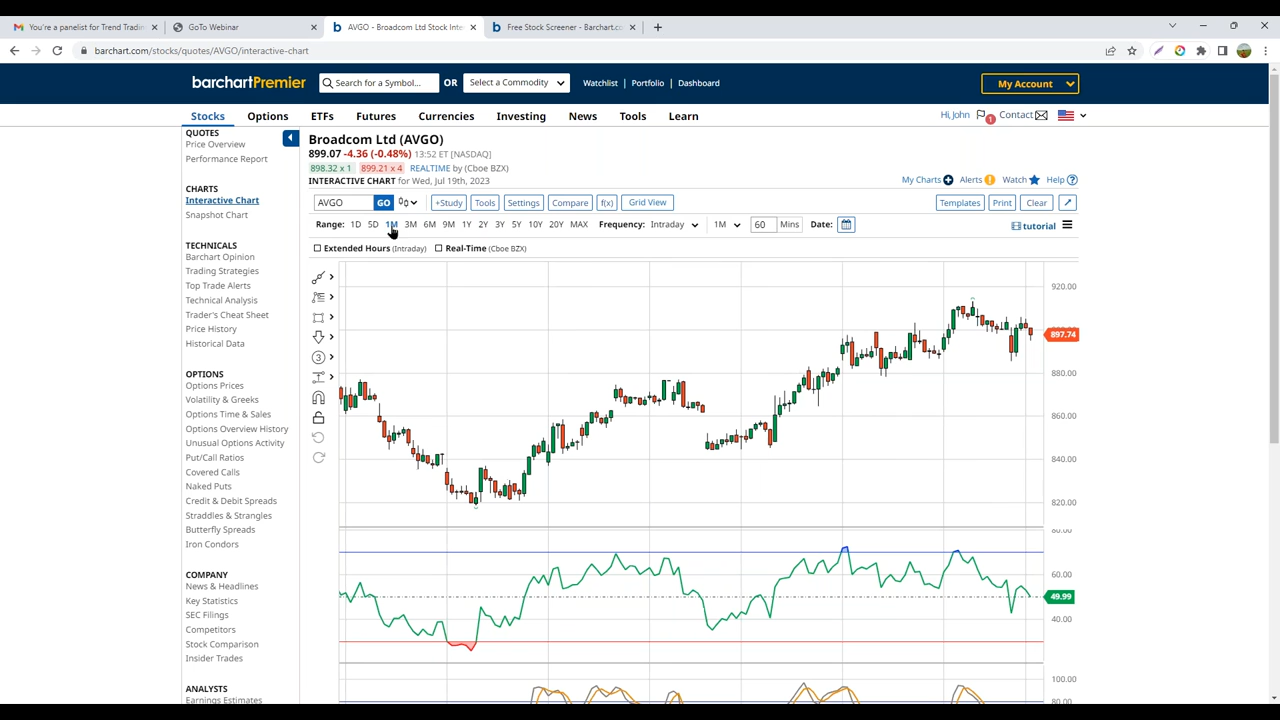 You're a panelist for Trend Tradin
GoTo Webinar
AVGO - Broadcom Ltd Stock Inte
Free Stock Screener - Barchart.co
barchart.com/stocks/quotes/AVGO/interactive-chart
barchartPremier
Search for a Symbol...
OR
Select a Commodity
Watchlist | Portfolio | Dashboard
My Account
Stocks Options ETFs Futures Currencies Investing News Tools Learn
Hi, John 1 Contact
QUOTES
Price Overview
Performance Report
CHARTS
Interactive Chart
Snapshot Chart
TECHNICALS
Barchart Opinion
Trading Strategies
Top Trade Alerts
Technical Analysis
Trader's Cheat Sheet
Price History
Historical Data
OPTIONS
Options Prices
Volatility & Greeks
Options Time & Sales
Options Overview History
Unusual Options Activity
Put/Call Ratios
Covered Calls
Naked Puts
Credit & Debit Spreads
Straddles & Strangles
Butterfly Spreads
Iron Condors
COMPANY
News & Headlines
Key Statistics
SEC Filings
Competitors
Stock Comparison
Insider Trades
ANALYSTS
Earnings Estimates
Broadcom Ltd (AVGO)
899.07 -4.36 (-0.48%) 13:52 ET [NASDAQ]
898.32 x 1 899.21 x 4 REALTIME by (Cboe BZX)
INTERACTIVE CHART for Wed, Jul 19th, 2023
My Charts Alerts Watch Help
AVGO GO +Study Tools Settings Compare f(x) Grid View Templates Print Clear
Range: 1D 5D 1M 3M 6M 9M 1Y 2Y 3Y 5Y 10Y 20Y MAX Frequency: Intraday 1M 60 Mins Date: tutorial
Extended Hours (Intraday) Real-Time (Cboe BZX)
3
920.00
897.74
880.00
860.00
840.00
820.00
80.00
60.00
49.99
40.00
100.00
80.00